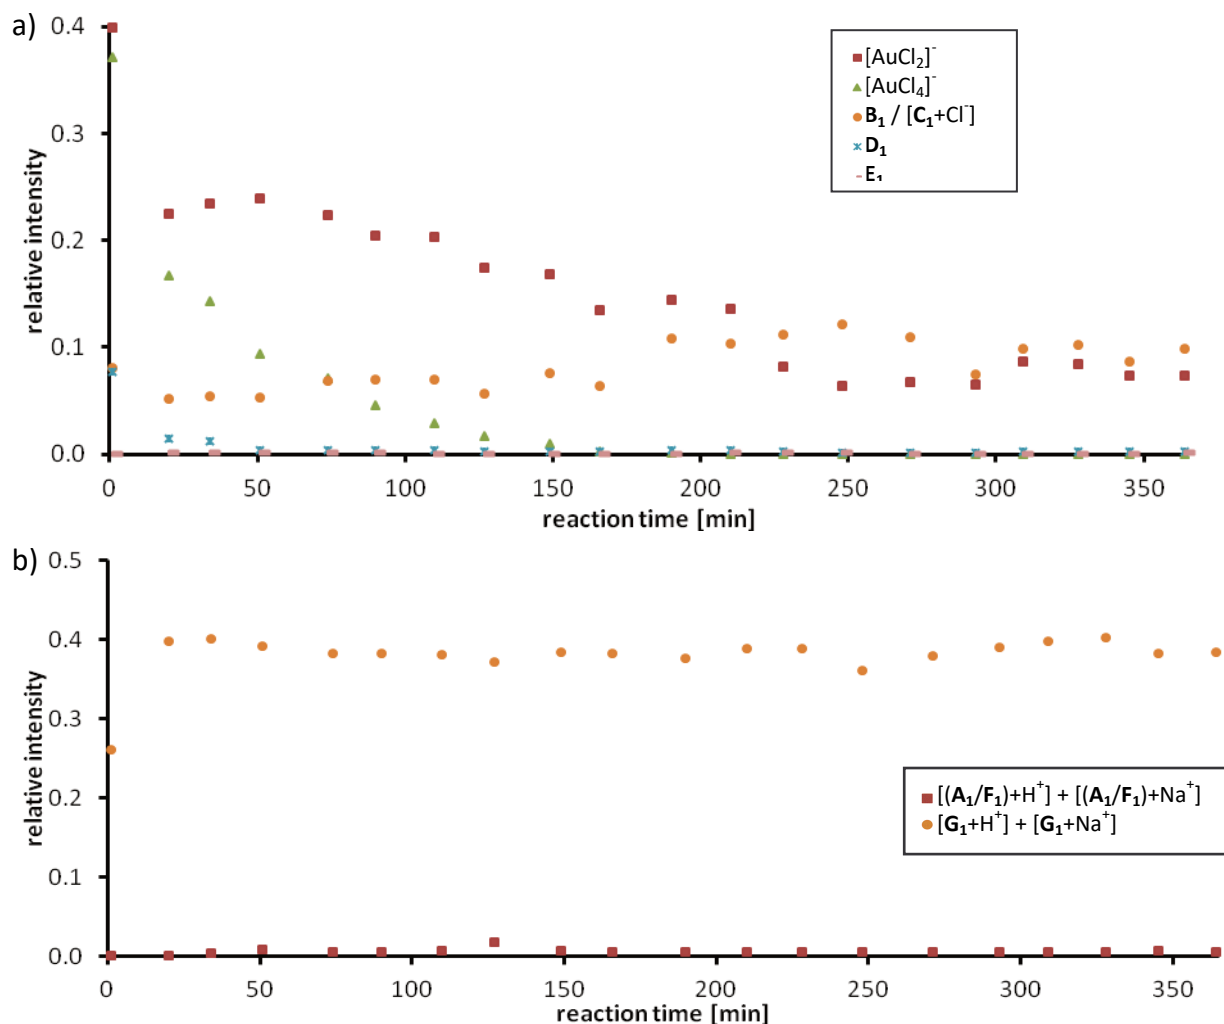 a)
0.4
0.3
0.2
0.1
0.0
relative intensity
[AuCl₂]⁻
[AuCl₄]⁻
B₁ / [C₁+Cl⁻]
D₁
E₁
0 50 100 150 200 250 300 350
reaction time [min]
b)
0.5
0.4
0.3
0.2
0.1
0.0
relative intensity
[(A₁/F₁)+H⁺] + [(A₁/F₁)+Na⁺]
[G₁+H⁺] + [G₁+Na⁺]
0 50 100 150 200 250 300 350
reaction time [min]